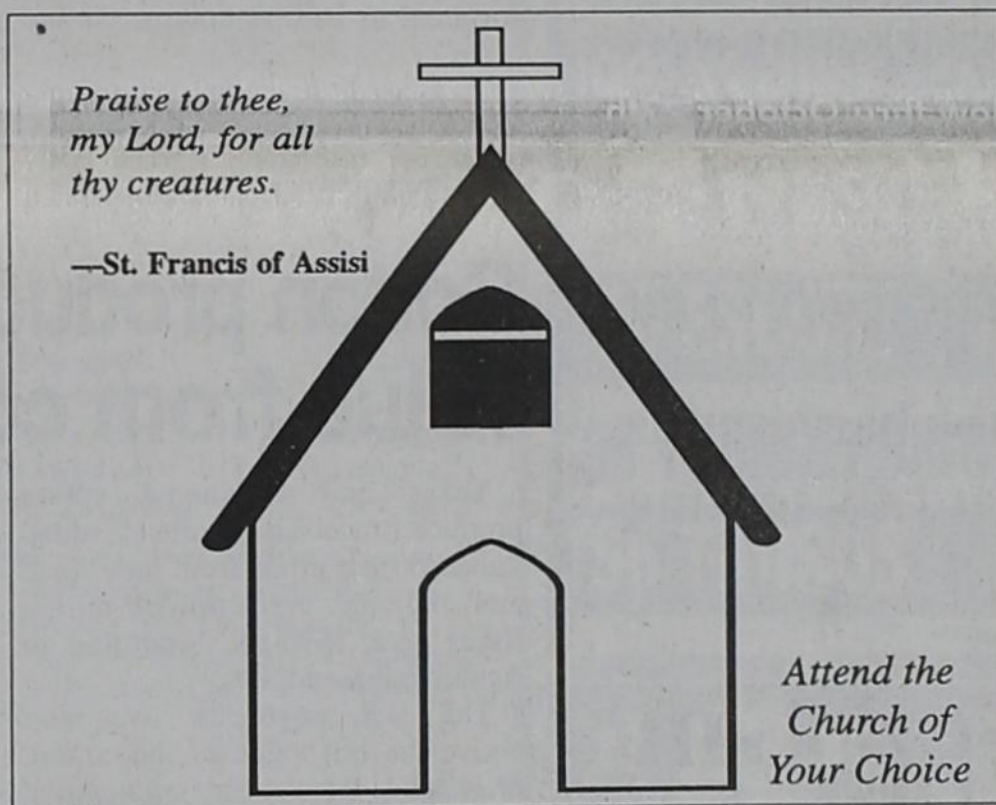 Praise to thee,
my Lord, for all
thy creatures.
—St. Francis of Assisi
Attend the
Church of
Your Choice